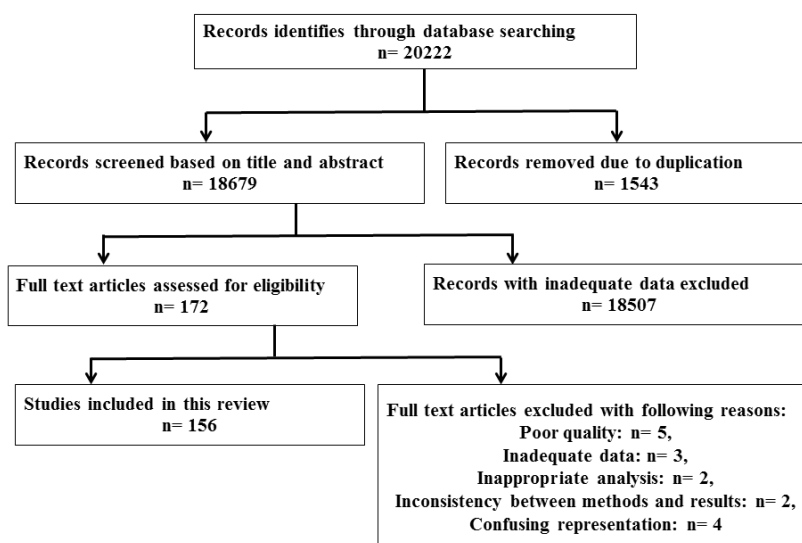 Records identifies through database searching
n= 20222
Records screened based on title and abstract
n= 18679
Records removed due to duplication
n= 1543
Full text articles assessed for eligibility
n= 172
Records with inadequate data excluded
n= 18507
Studies included in this review
n= 156
Full text articles excluded with following reasons:
Poor quality: n= 5,
Inadequate data: n= 3,
Inappropriate analysis: n= 2,
Inconsistency between methods and results: n= 2,
Confusing representation: n= 4